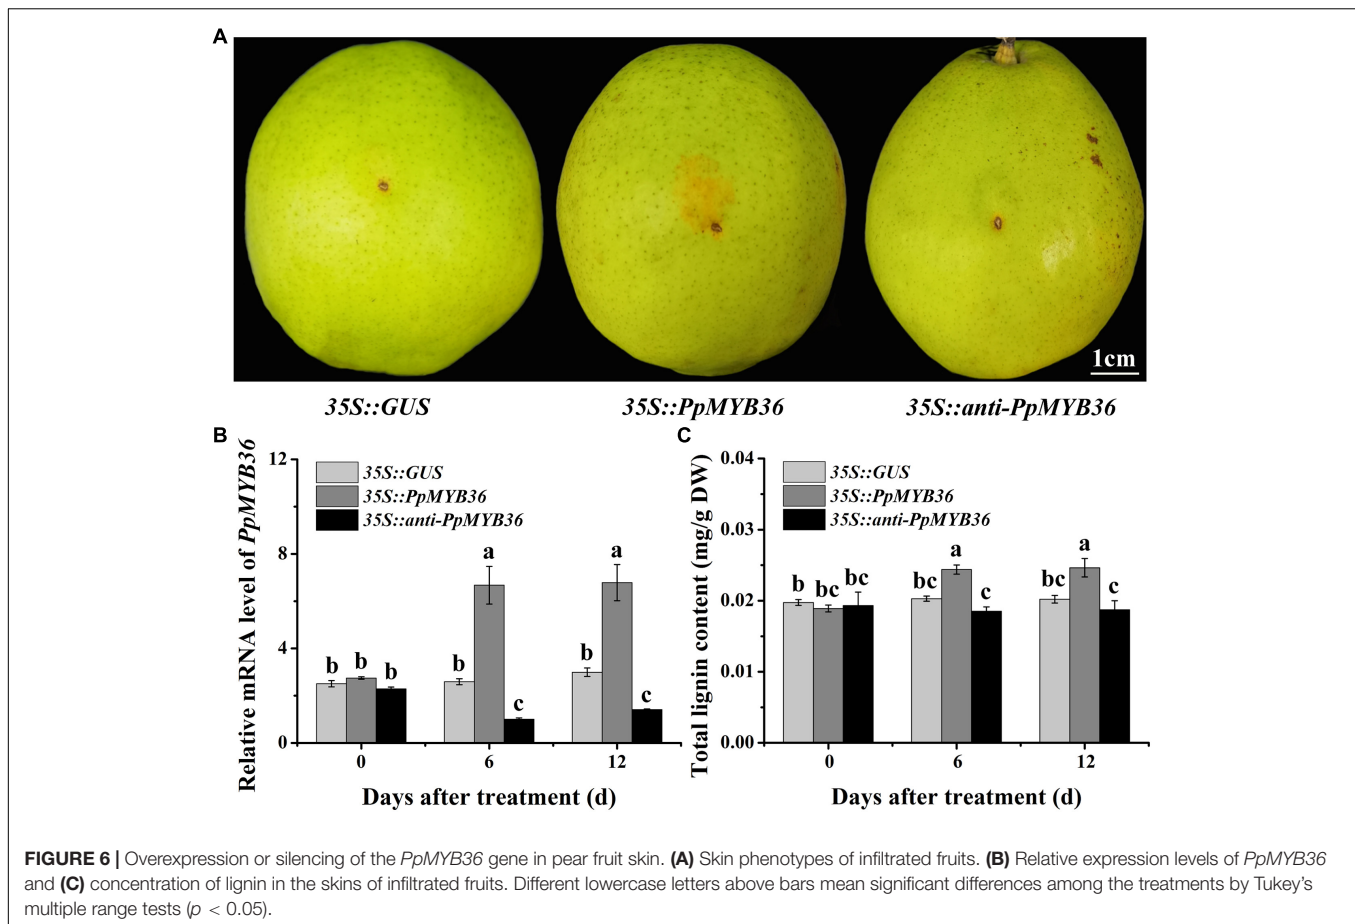 A
1cm
35S::GUS 35S::PpMYB36 35S::anti-PpMYB36
B
Relative mRNA level of PpMYB36
12
8
4
0
35S::GUS
35S::PpMYB36
35S::anti-PpMYB36
b b b
b a c
b a c
0 6 12
Days after treatment (d)
C
Total lignin content (mg/g DW)
0.04
0.03
0.02
0.01
0.00
35S::GUS
35S::PpMYB36
35S::anti-PpMYB36
b bc bc
bc a c
bc a c
0 6 12
Days after treatment (d)
FIGURE 6 | Overexpression or silencing of the PpMYB36 gene in pear fruit skin. (A) Skin phenotypes of infiltrated fruits. (B) Relative expression levels of PpMYB36
and (C) concentration of lignin in the skins of infiltrated fruits. Different lowercase letters above bars mean significant differences among the treatments by Tukey's
multiple range tests (p < 0.05).